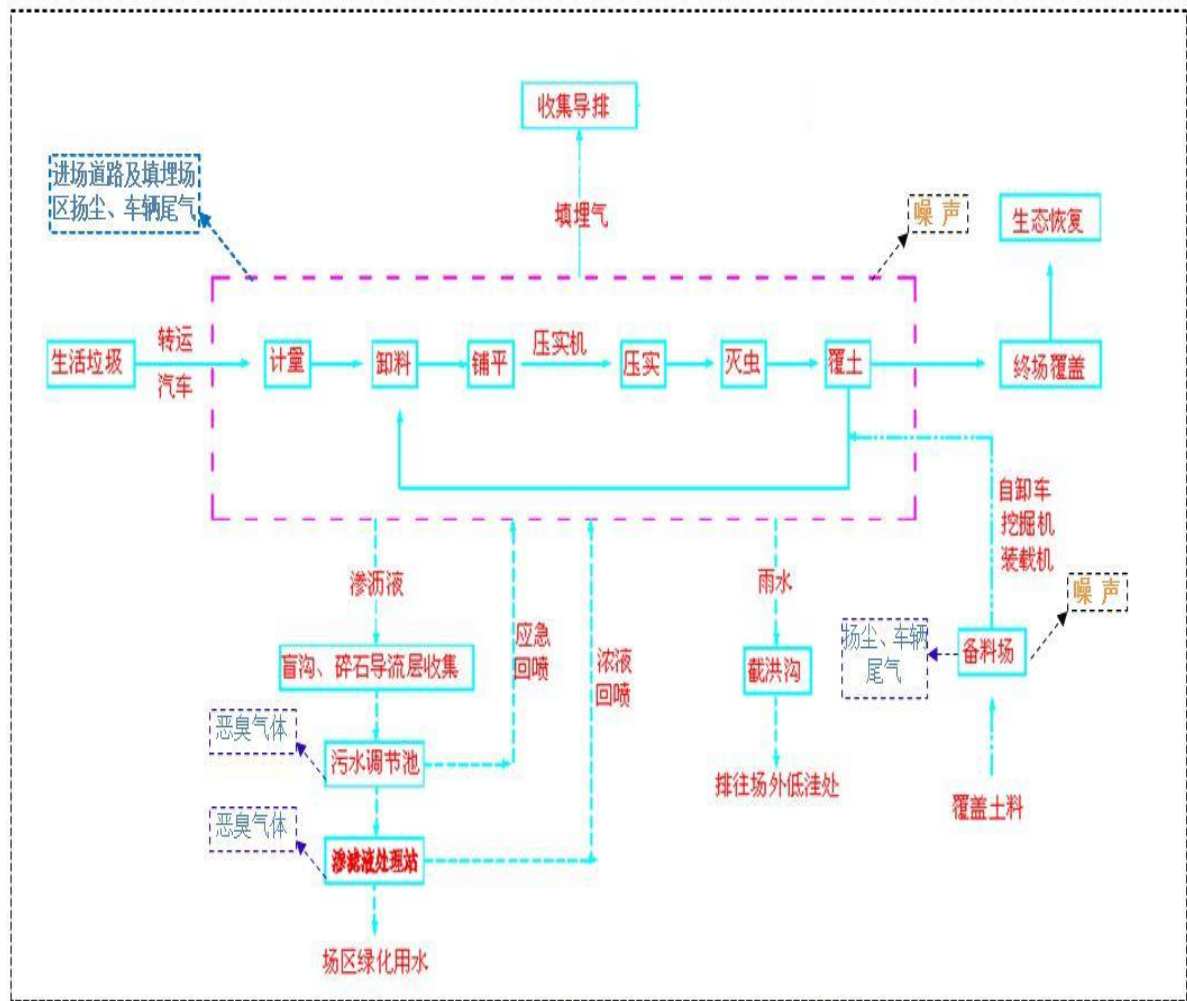 收集导排
进场道路及填埋场
区扬尘、车辆尾气
填埋气
噪 声
生态恢复
生活垃圾
转运
汽车
计量
卸料
铺平
压实机
压实
灭虫
覆土
终场覆盖
自卸车
挖掘机
装载机
渗沥液
应急
回喷
浓液
回喷
雨水
噪 声
盲沟、碎石导流层收集
截洪沟
扬尘、车辆
尾气
备料场
恶臭气体
污水调节池
排往场外低洼处
覆盖土料
恶臭气体
渗滤液处理站
场区绿化用水